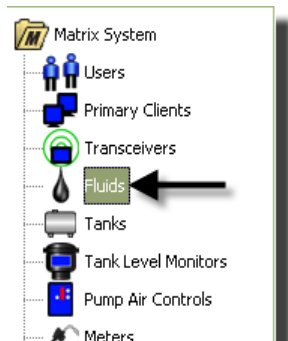 Matrix System
Users
Primary Clients
Transceivers
Fluids
Tanks
Tank Level Monitors
Pump Air Controls
Meters